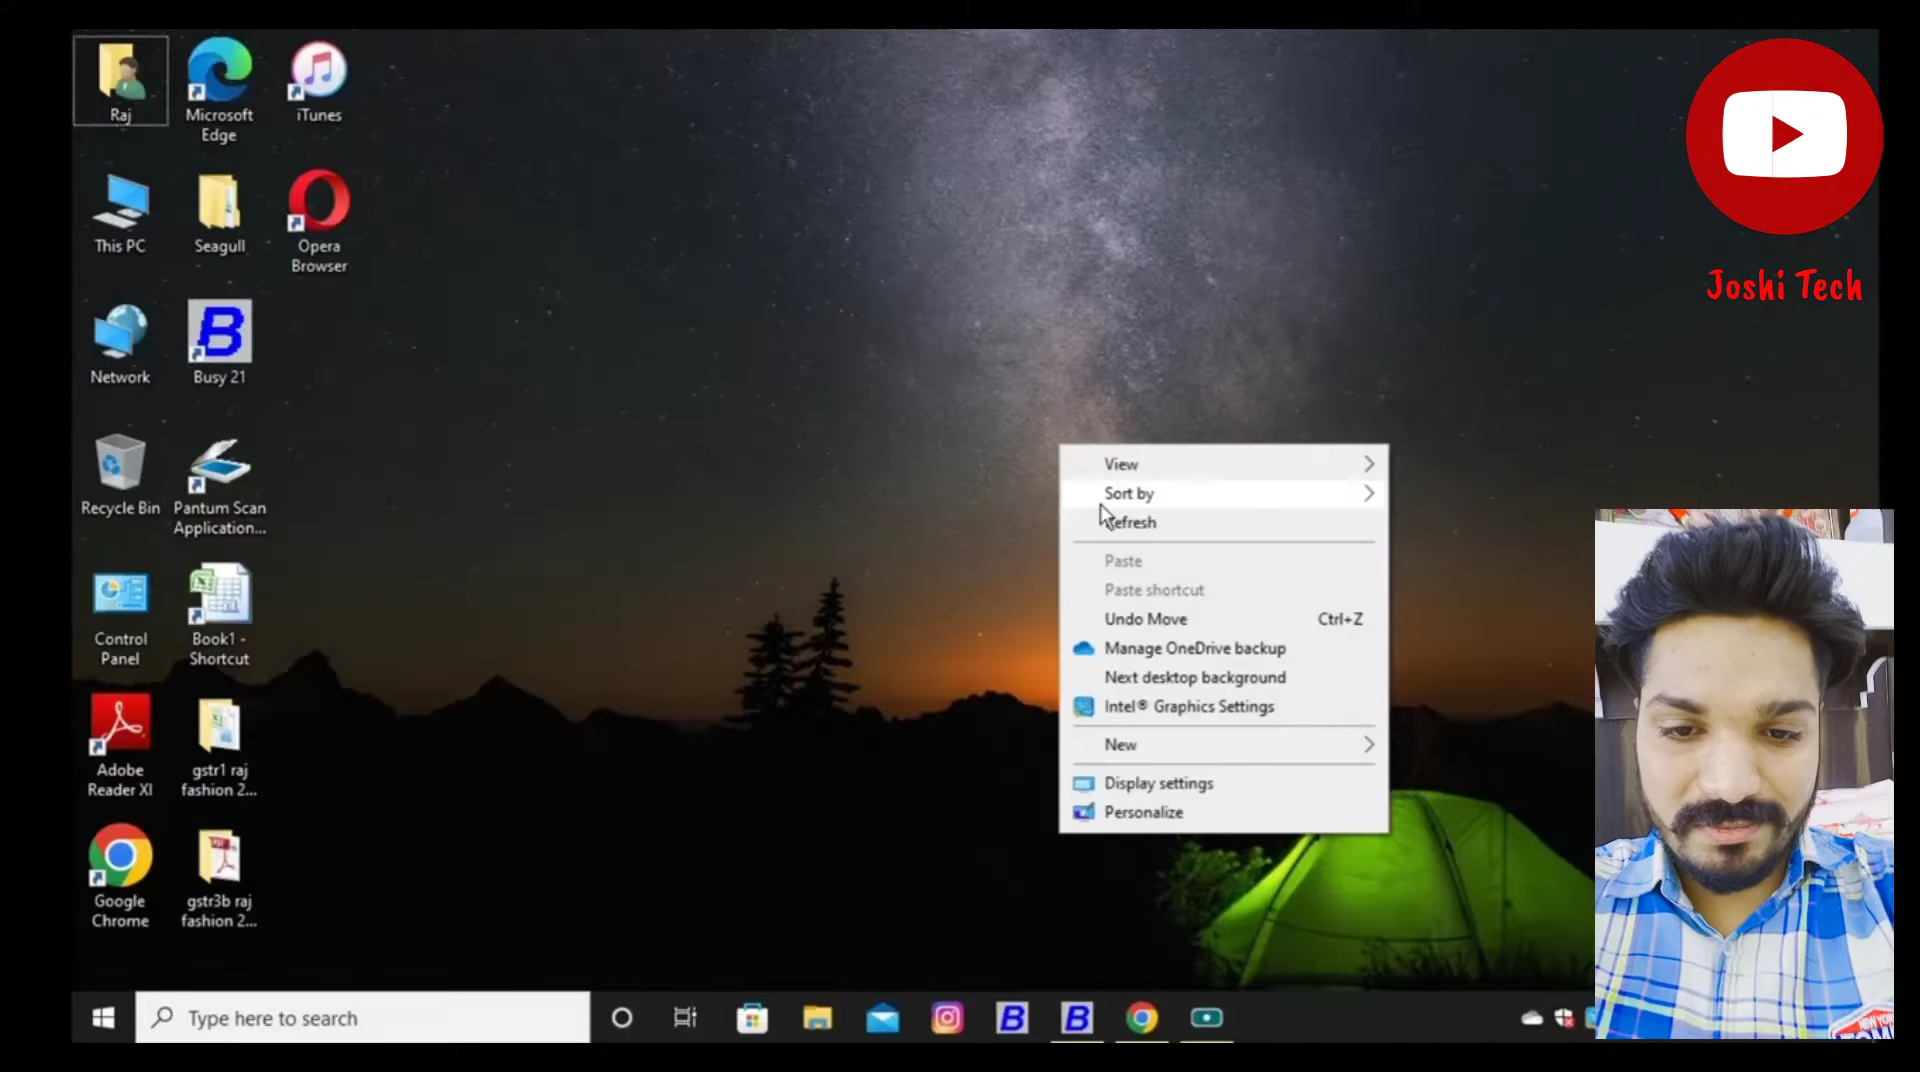 Raj
Microsoft
Edge
iTunes
This PC
Seagull
Opera
Browser
Network
Busy 21
Recycle Bin
Pantum Scan
Application...
Control
Panel
Book1 -
Shortcut
Adobe
Reader XI
gstr1 raj
fashion 2...
Google
Chrome
gstr3b raj
fashion 2...
View
Sort by
Refresh
Paste
Paste shortcut
Undo Move Ctrl+Z
Manage OneDrive backup
Next desktop background
Intel® Graphics Settings
New
Display settings
Personalize
Joshi Tech
Type here to search
NEW YORK